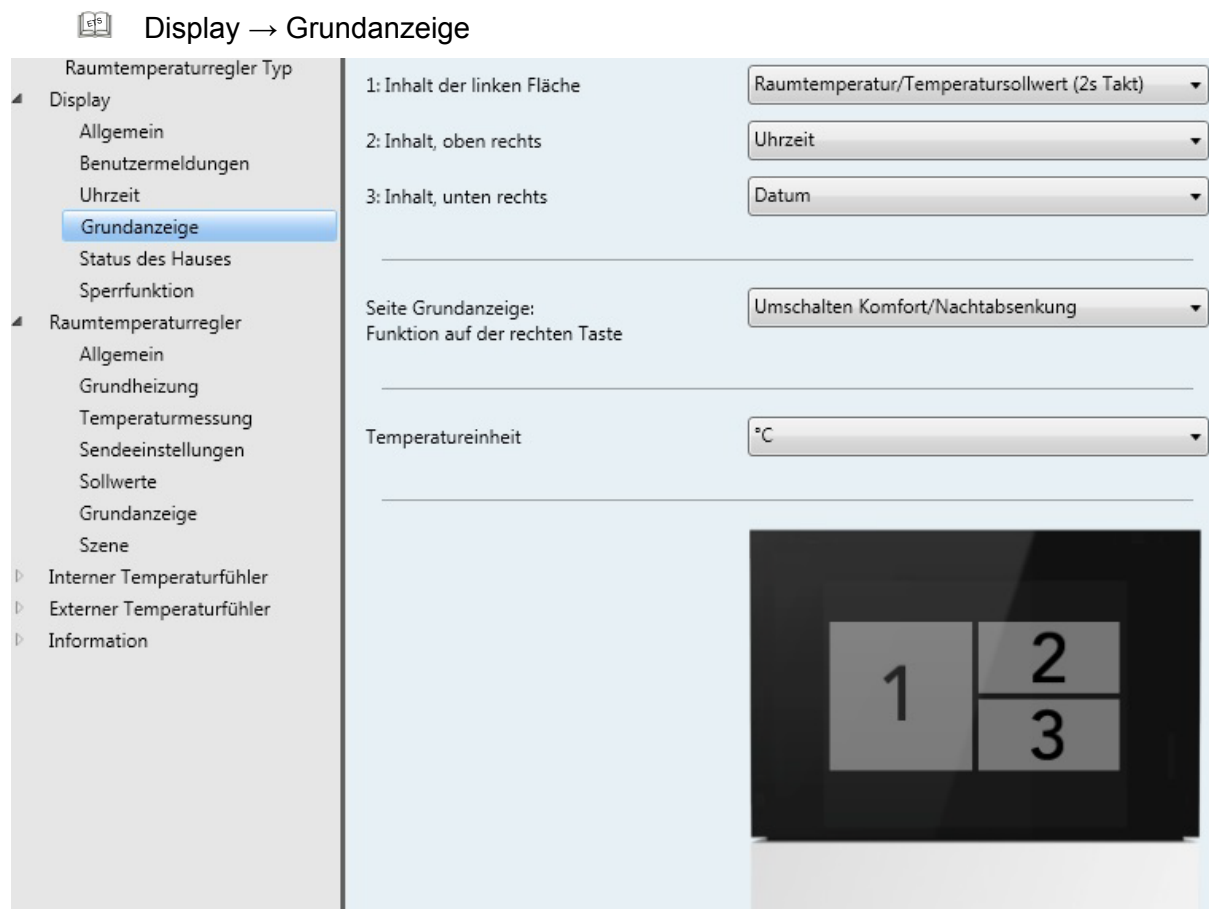 ETS
Display → Grundanzeige
Raumtemperaturregler Typ
Display
Allgemein
Benutzermeldungen
Uhrzeit
Grundanzeige
Status des Hauses
Sperrfunktion
Raumtemperaturregler
Allgemein
Grundheizung
Temperaturmessung
Sendeeinstellungen
Sollwerte
Grundanzeige
Szene
Interner Temperaturfühler
Externer Temperaturfühler
Information
1: Inhalt der linken Fläche
Raumtemperatur/Temperatursollwert (2s Takt)
2: Inhalt, oben rechts
Uhrzeit
3: Inhalt, unten rechts
Datum
Seite Grundanzeige:
Funktion auf der rechten Taste
Umschalten Komfort/Nachtabsenkung
Temperatureinheit
°C
1
2
3